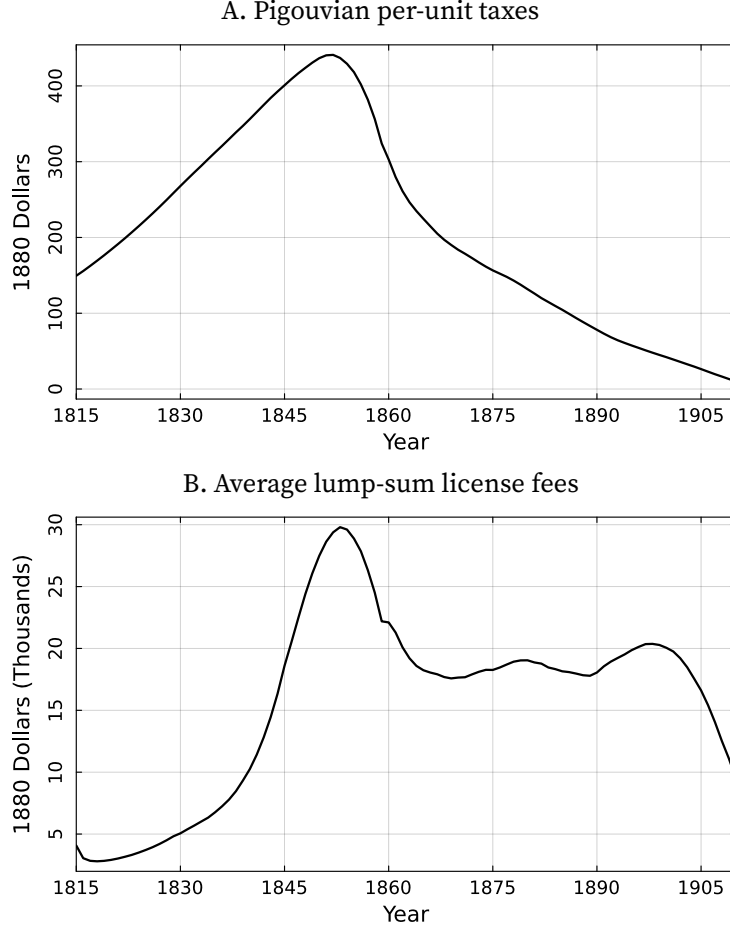 A. Pigouvian per-unit taxes
1880 Dollars
400
300
200
100
0
1815 1830 1845 1860 1875 1890 1905
Year
B. Average lump-sum license fees
1880 Dollars (Thousands)
30
25
20
15
10
5
1815 1830 1845 1860 1875 1890 1905
Year